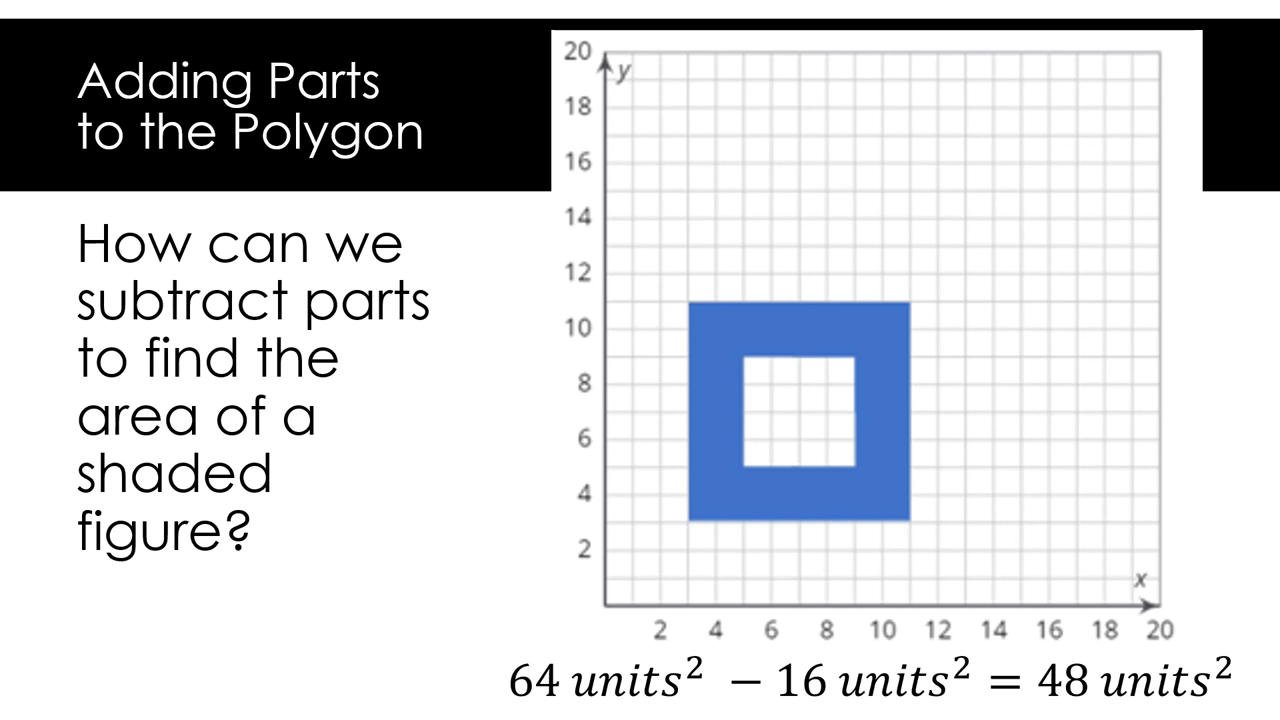 Adding Parts
to the Polygon
How can we
subtract parts
to find the
area of a
shaded
figure?
20
y
18
16
14
12
10
8
6
4
2
x
2 4 6 8 10 12 14 16 18 20
64 units² − 16 units² = 48 units²